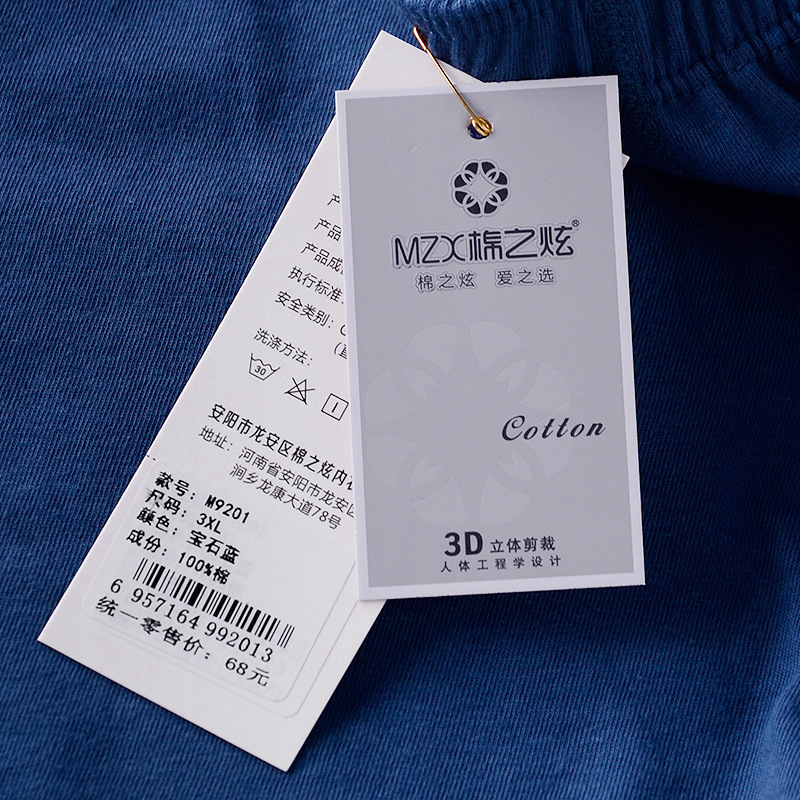 MZX棉之炫®
棉之炫 爱之选
Cotton
3D 立体剪裁
人体工程学设计
产
产品
产品成
执行标准:
安全类别:
洗涤方法:
30
安阳市龙安区棉之炫内衣
地址: 河南省安阳市龙安区
涧乡龙康大道78号
款号: M9201
尺码: 3XL
颜色: 宝石蓝
成份: 100%棉
6 957164 992013
统一零售价: 68元